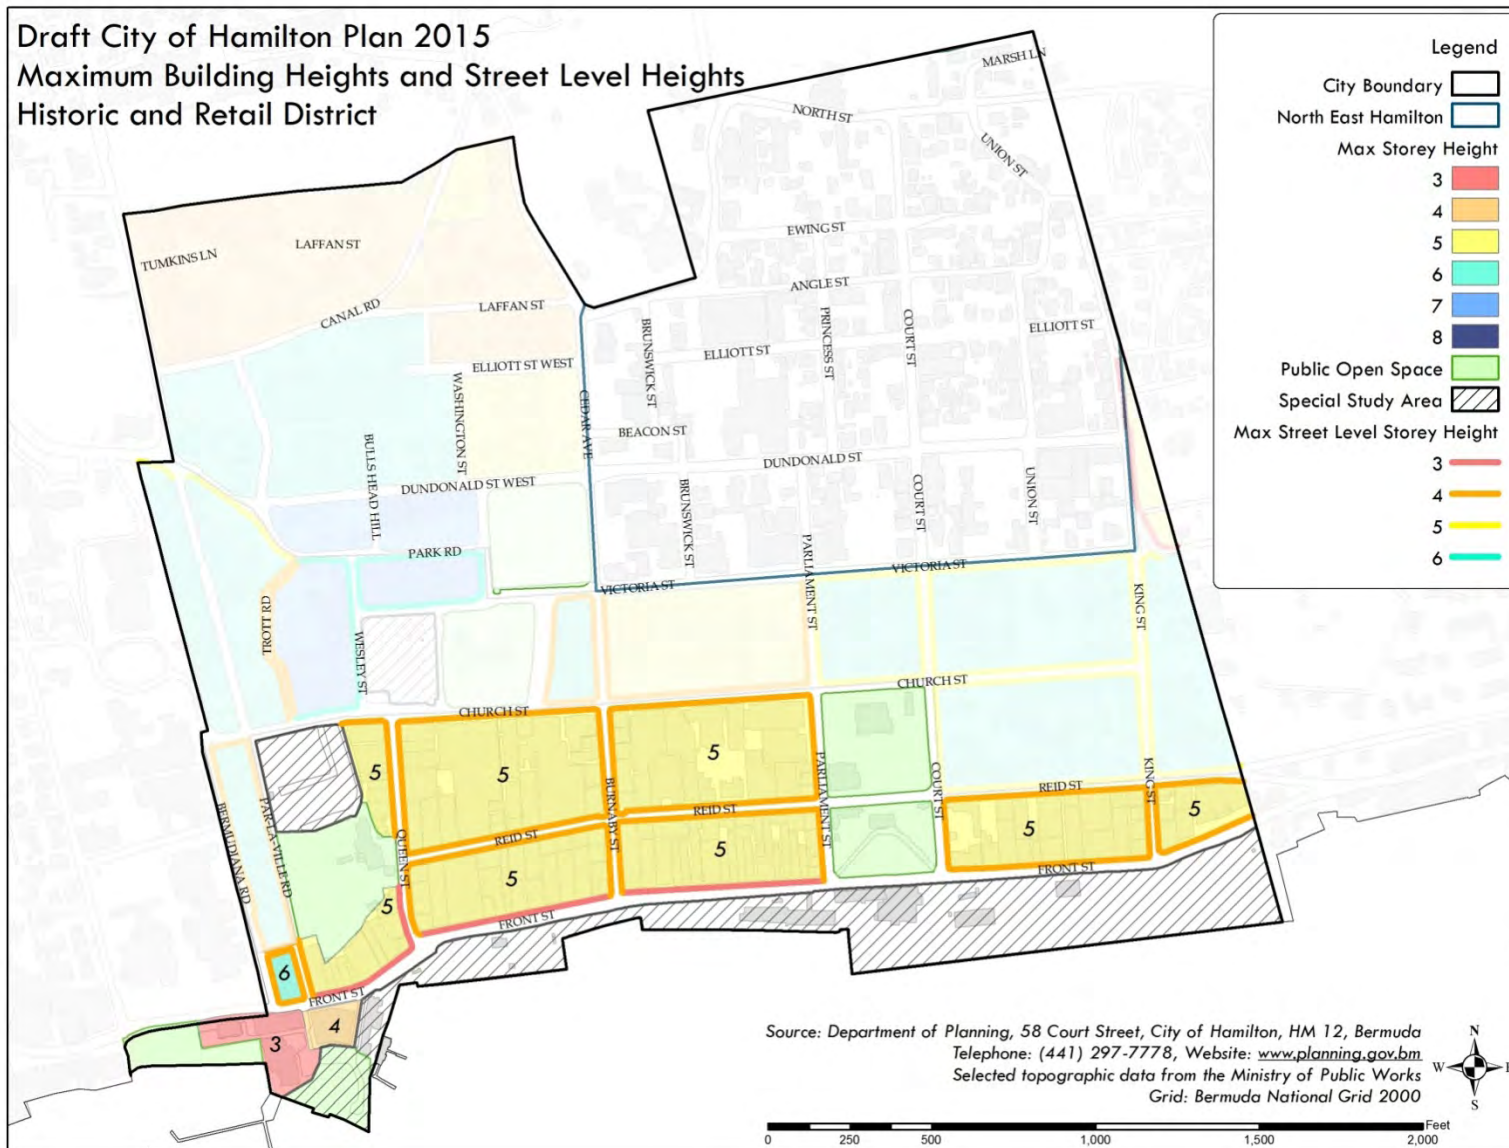 Draft City of Hamilton Plan 2015
Maximum Building Heights and Street Level Heights
Historic and Retail District
Legend
City Boundary
North East Hamilton
Max Storey Height
3
4
5
6
7
8
Public Open Space
Special Study Area
Max Street Level Storey Height
3
4
5
6
MARSH LN
NORTH ST
UNION ST
EWING ST
LAFFAN ST
TUMKINS LN
ANGLE ST
CANAL RD
LAFFAN ST
BRUNSWICK ST
PRINCESS ST
COURT ST
ELLIOTT ST
ELLIOTT ST
ELLIOTT ST WEST
WASHINGTON ST
CEDAR AVE
BEACON ST
BULLS HEAD HILL
DUNDONALD ST
DUNDONALD ST WEST
BRUNSWICK ST
COURT ST
UNION ST
PARK RD
PARLIAMENT ST
VICTORIA ST
VICTORIA ST
KING ST
TROTT RD
WESLEY ST
CHURCH ST
CHURCH ST
5
5
5
BURNABY ST
PARLIAMENT ST
COURT ST
KING ST
REID ST
BERMUDIANA RD
PAR-LA-VILLE RD
QUEEN ST
REID ST
REID ST
5
5
5
5
5
FRONT ST
FRONT ST
6
FRONT ST
4
3
Source: Department of Planning, 58 Court Street, City of Hamilton, HM 12, Bermuda
Telephone: (441) 297-7778, Website: www.planning.gov.bm
Selected topographic data from the Ministry of Public Works
Grid: Bermuda National Grid 2000
N
W
E
S
Feet
0 250 500 1,000 1,500 2,000